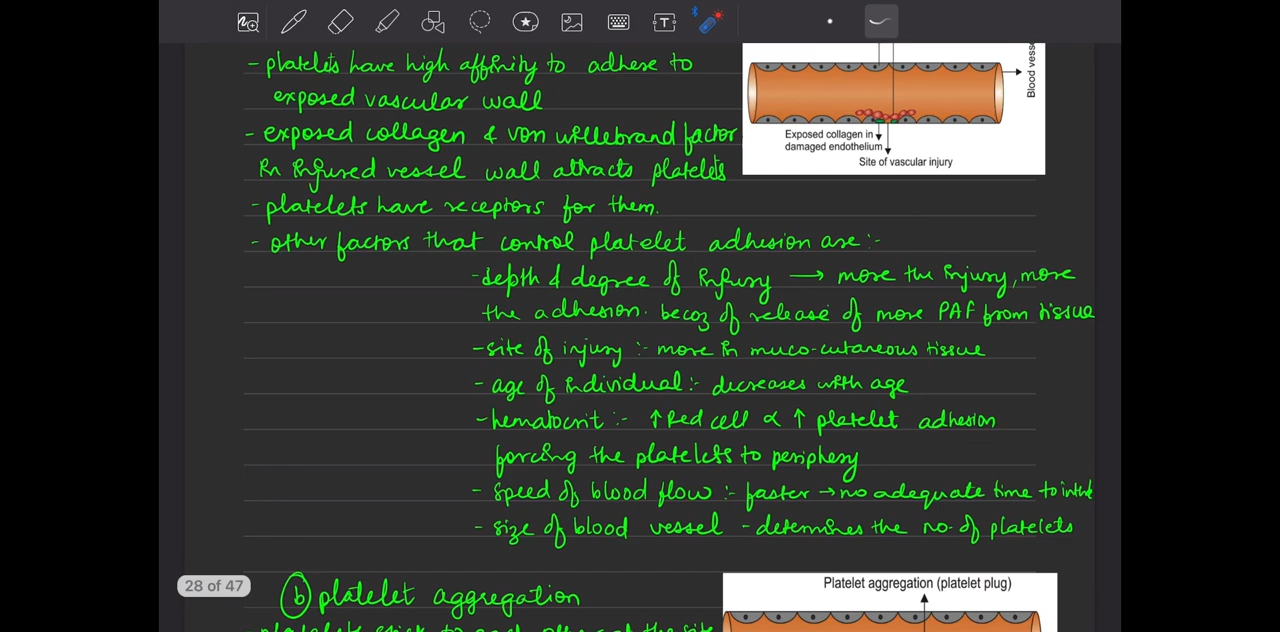 - platelets have high affinity to adhere to
exposed vascular wall
- exposed collagen & von willebrand factor
in injured vessel wall attracts platelets
- platelets have receptors for them.
- other factors that control platelet adhesion are :-
- depth & degree of injury → more the injury, more
the adhesion. becoz of release of more PAF from tissue
- site of injury :- more in muco-cutaneous tissue
- age of individual :- decreases with age
- hematocrit :- ↑ Red cell ∝ ↑ platelet adhesion
forcing the platelets to periphery
- speed of blood flow :- faster → no adequate time to
- size of blood vessel - determines the no. of platelets
Blood vesse
Exposed collagen in
damaged endothelium
Site of vascular injury
28 of 47
b platelet aggregation
Platelet aggregation (platelet plug)